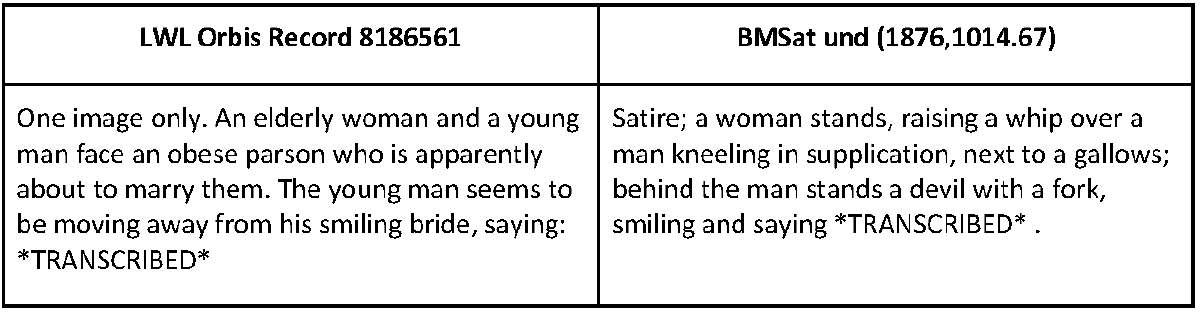 LWL Orbis Record 8186561
BMSat und (1876,1014.67)
One image only. An elderly woman and a young
man face an obese parson who is apparently
about to marry them. The young man seems to
be moving away from his smiling bride, saying:
*TRANSCRIBED*
Satire; a woman stands, raising a whip over a
man kneeling in supplication, next to a gallows;
behind the man stands a devil with a fork,
smiling and saying *TRANSCRIBED* .